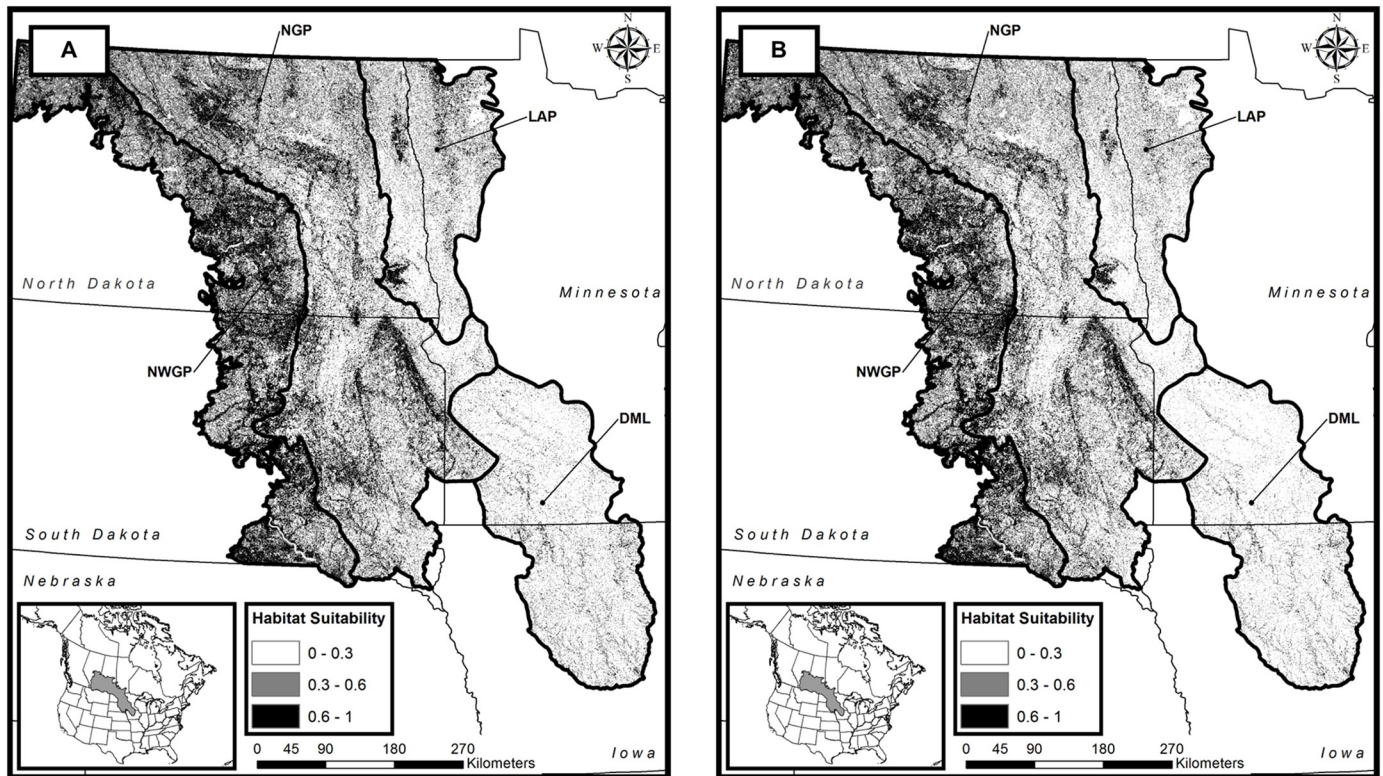 A
NGP
N
W E
S
LAP
North Dakota
Minnesota
NWGP
DML
South Dakota
Nebraska
Habitat Suitability
0 - 0.3
0.3 - 0.6
0.6 - 1
0 45 90 180 270
Kilometers
Iowa
B
NGP
N
W E
S
LAP
North Dakota
Minnesota
NWGP
DML
South Dakota
Nebraska
Habitat Suitability
0 - 0.3
0.3 - 0.6
0.6 - 1
0 45 90 180 270
Kilometers
Iowa